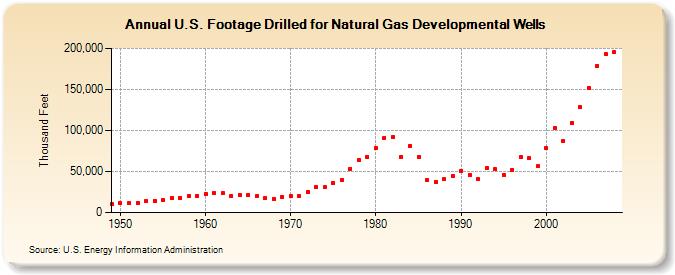 Annual U.S. Footage Drilled for Natural Gas Developmental Wells
Thousand Feet
200,000
150,000
100,000
50,000
0
1950 1960 1970 1980 1990 2000
Source: U.S. Energy Information Administration